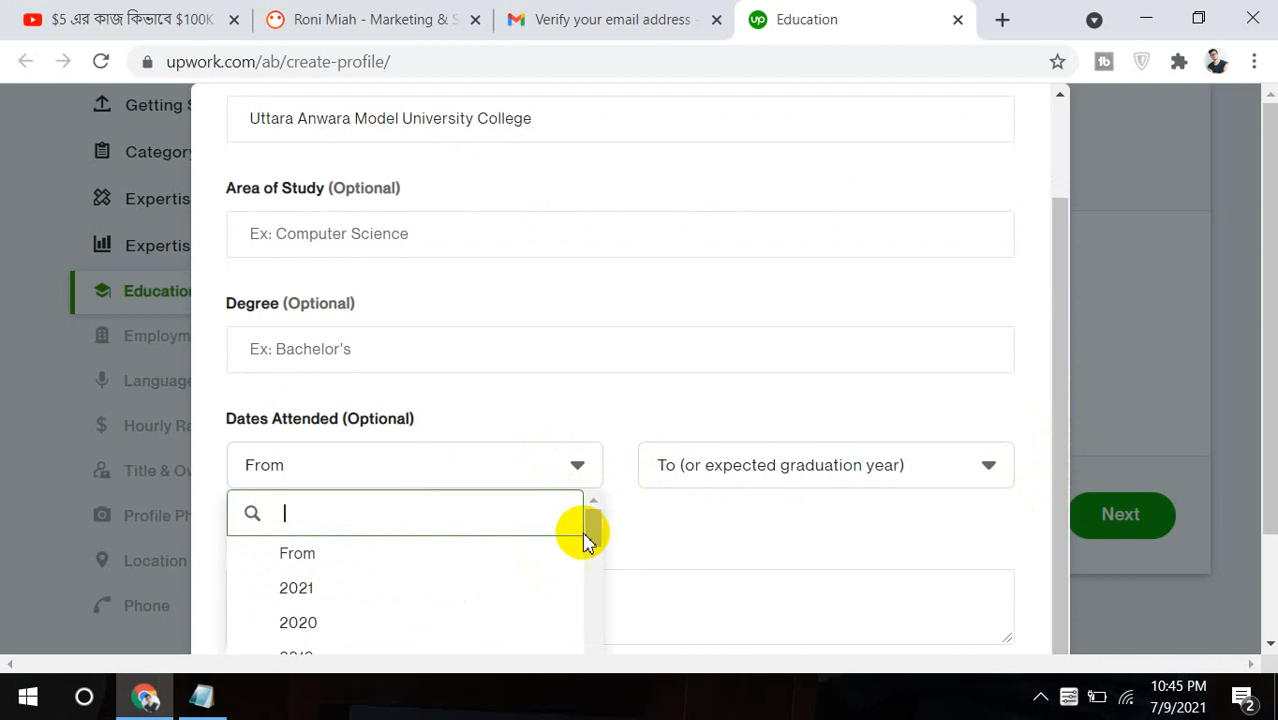 $5 এর কাজ কিভাবে $100K
Roni Miah - Marketing & S
Verify your email address -
up Education
upwork.com/ab/create-profile/
Getting S
Category
Expertis
Expertis
Education
Employm
Language
Hourly Ra
Title & Ov
Profile Ph
Location
Phone
Uttara Anwara Model University College
Area of Study (Optional)
Ex: Computer Science
Degree (Optional)
Ex: Bachelor's
Dates Attended (Optional)
From
To (or expected graduation year)
From
2021
2020
Next
10:45 PM
7/9/2021
2